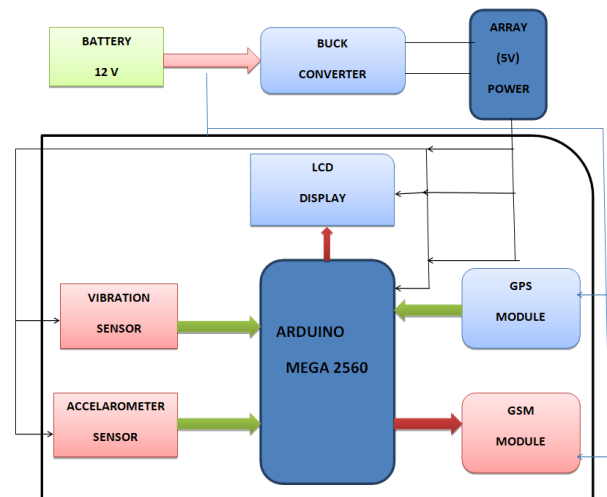 BATTERY
12 V
BUCK
CONVERTER
ARRAY
(5V)
POWER
LCD
DISPLAY
VIBRATION
SENSOR
ARDUINO
MEGA 2560
GPS
MODULE
ACCELAROMETER
SENSOR
GSM
MODULE